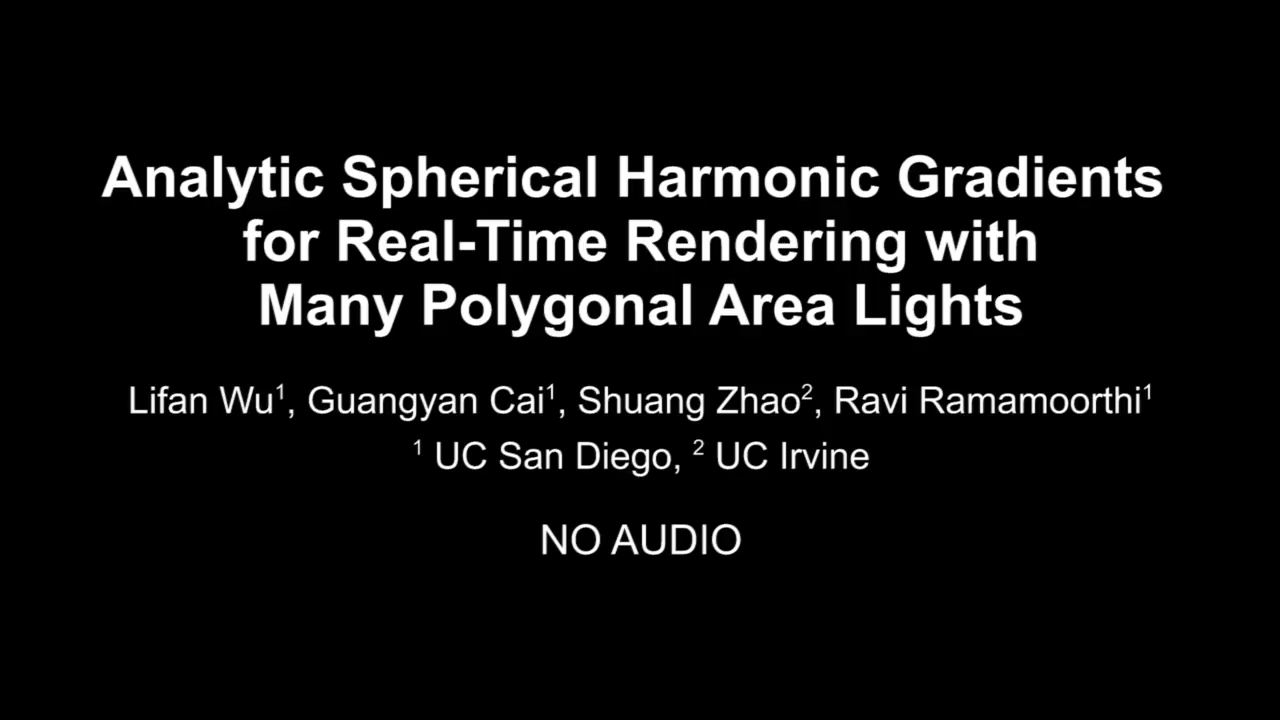 Analytic Spherical Harmonic Gradients
for Real-Time Rendering with
Many Polygonal Area Lights
Lifan Wu¹, Guangyan Cai¹, Shuang Zhao², Ravi Ramamoorthi¹
¹ UC San Diego, ² UC Irvine
NO AUDIO